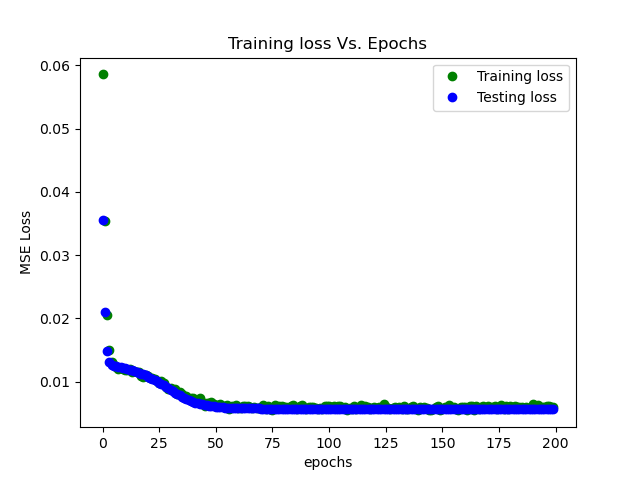 Training loss Vs. Epochs
Training loss
Testing loss
MSE Loss
0.06
0.05
0.04
0.03
0.02
0.01
0 25 50 75 100 125 150 175 200
epochs